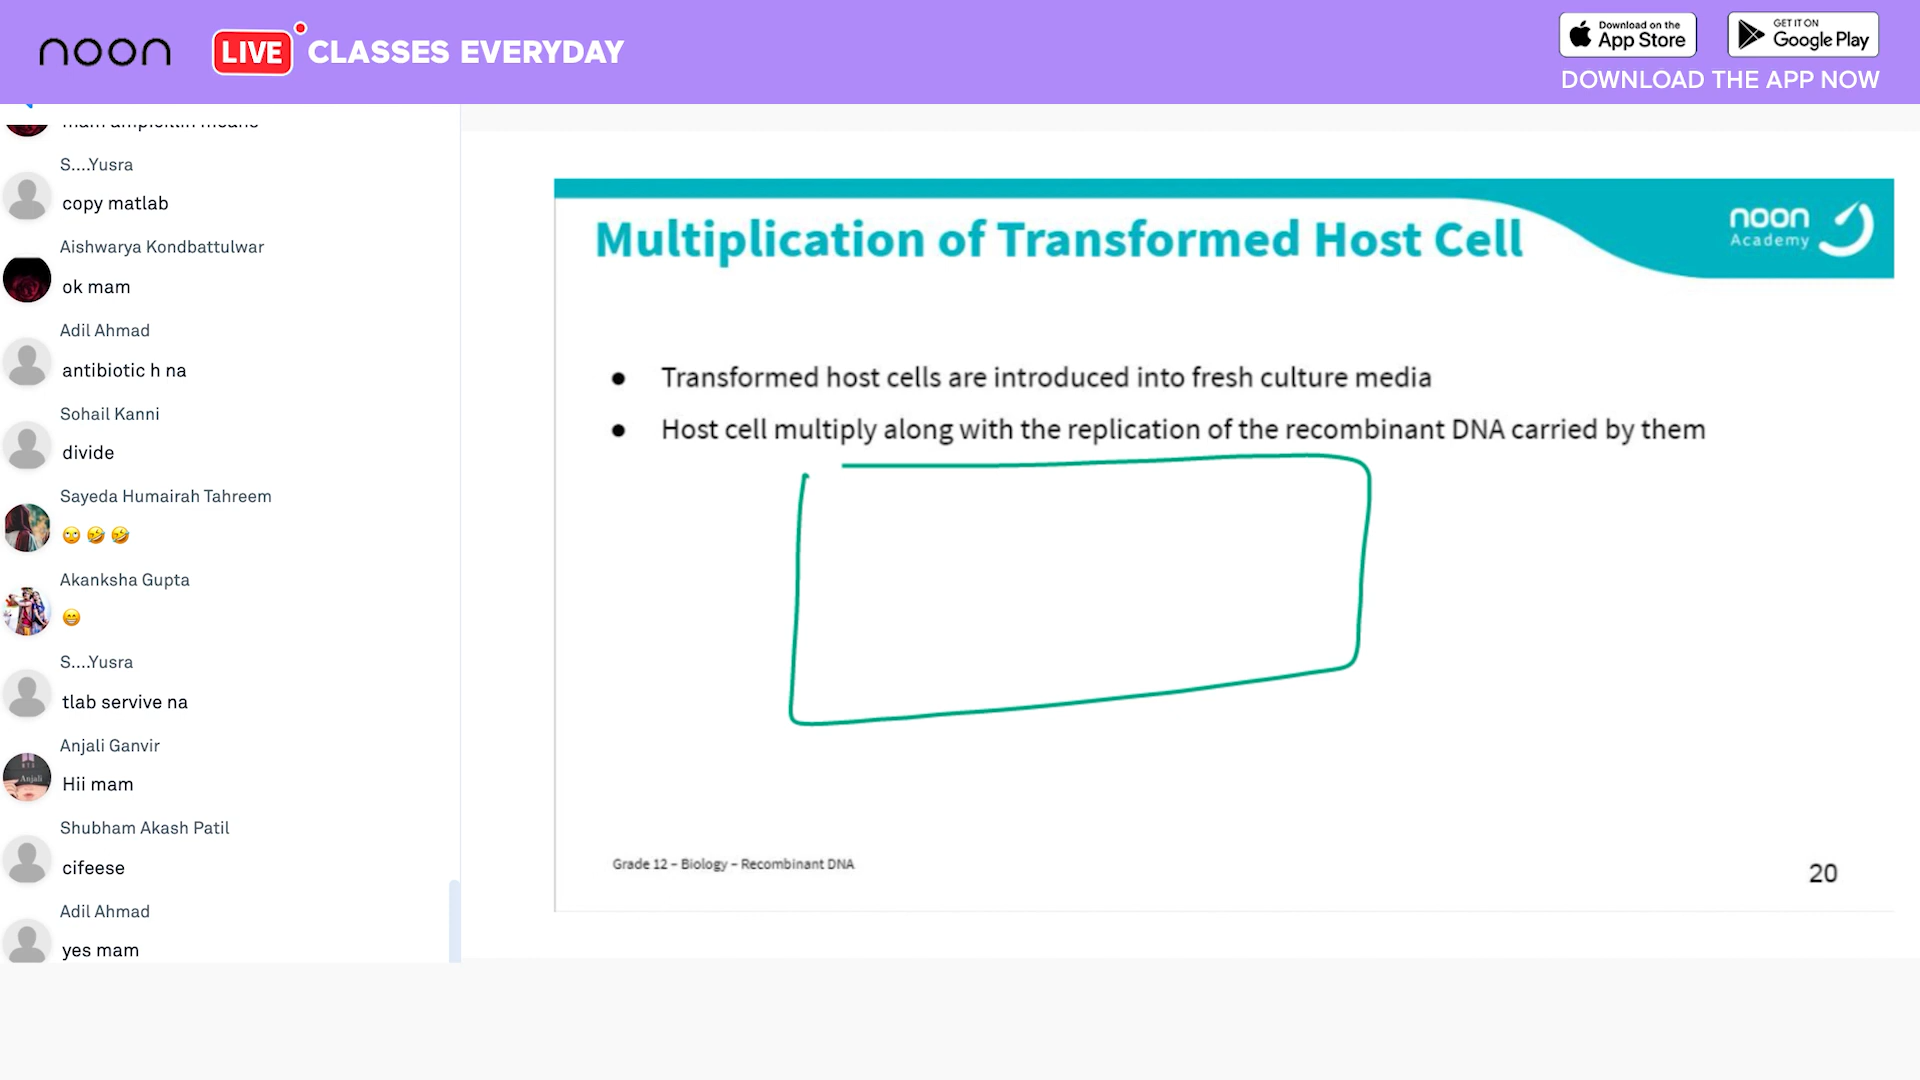 noon LIVE CLASSES EVERYDAY
Download on the
App Store
GET IT ON
Google Play
DOWNLOAD THE APP NOW
S....Yusra
copy matlab
Aishwarya Kondbattulwar
ok mam
Adil Ahmad
antibiotic h na
Sohail Kanni
divide
Sayeda Humairah Tahreem
🙄 🤣 🤣
Akanksha Gupta
😁
S....Yusra
tlab servive na
Anjali Ganvir
Hii mam
Shubham Akash Patil
cifeese
Adil Ahmad
yes mam
Multiplication of Transformed Host Cell
noon
Academy
● Transformed host cells are introduced into fresh culture media
● Host cell multiply along with the replication of the recombinant DNA carried by them
Grade 12 – Biology – Recombinant DNA
20